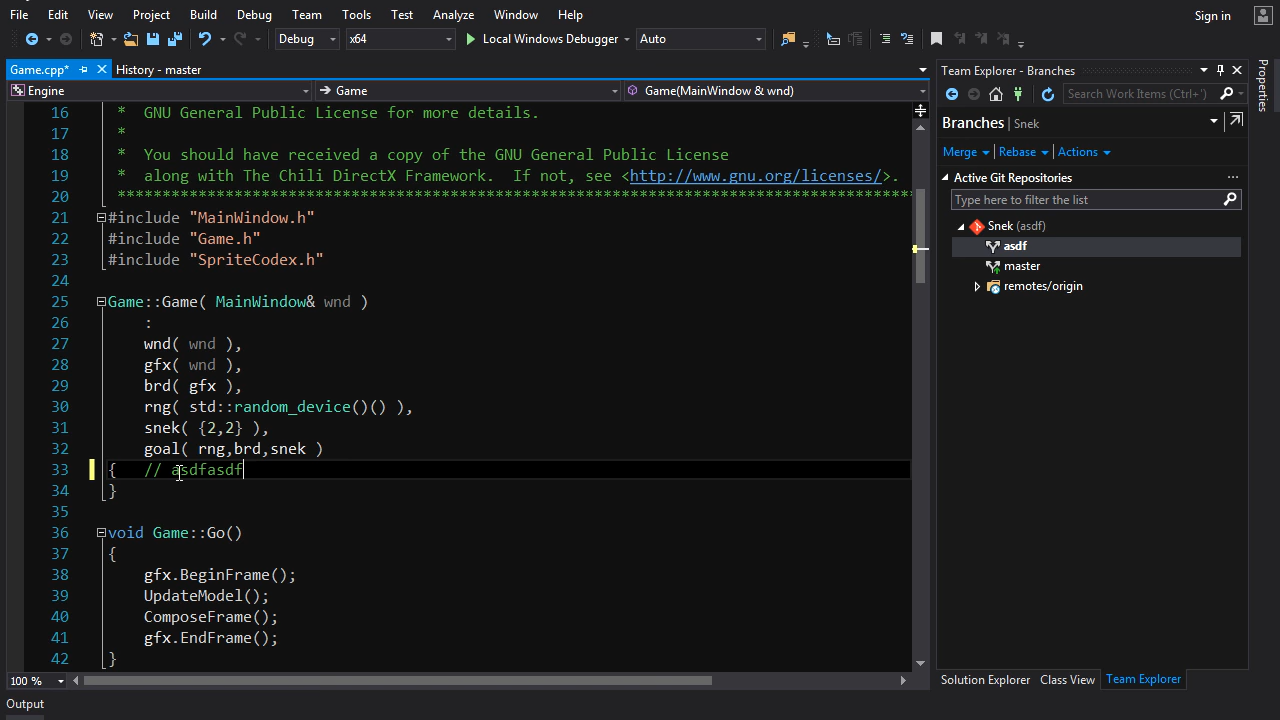 File Edit View Project Build Debug Team Tools Test Analyze Window Help Sign in
Debug x64 Local Windows Debugger Auto
Game.cpp* History - master
Engine Game Game(MainWindow & wnd)
16 * GNU General Public License for more details.
17 *
18 * You should have received a copy of the GNU General Public License
19 * along with The Chili DirectX Framework. If not, see <http://www.gnu.org/licenses/>.
20 ******************************************************************************************
21 #include "MainWindow.h"
22 #include "Game.h"
23 #include "SpriteCodex.h"
24
25 Game::Game( MainWindow& wnd )
26 :
27 wnd( wnd ),
28 gfx( wnd ),
29 brd( gfx ),
30 rng( std::random_device()() ),
31 snek( {2,2} ),
32 goal( rng,brd,snek )
33 { // asdfasdf
34 }
35
36 void Game::Go()
37 {
38 gfx.BeginFrame();
39 UpdateModel();
40 ComposeFrame();
41 gfx.EndFrame();
42 }
100 %
Output
Team Explorer - Branches
Search Work Items (Ctrl+')
Branches | Snek
Merge Rebase Actions
Active Git Repositories ...
Type here to filter the list
Snek (asdf)
asdf
master
remotes/origin
Solution Explorer Class View Team Explorer
Properties